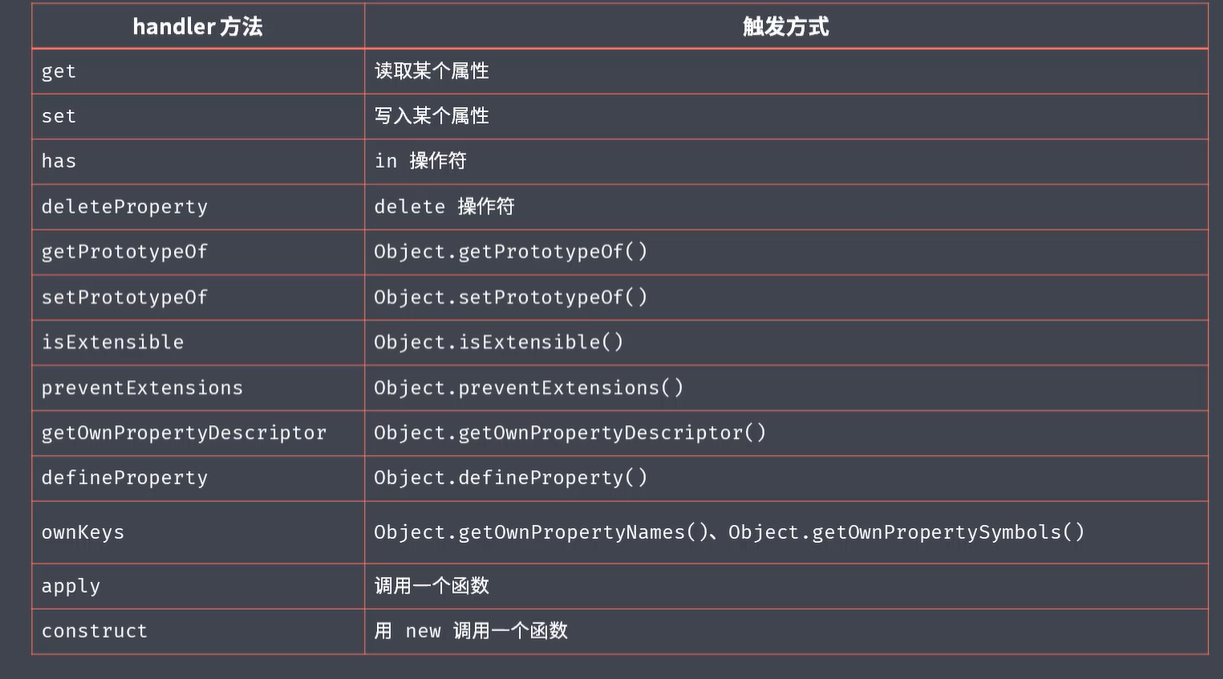 handler 方法 触发方式
get 读取某个属性
set 写入某个属性
has in 操作符
deleteProperty delete 操作符
getPrototypeOf Object.getPrototypeOf()
setPrototypeOf Object.setPrototypeOf()
isExtensible Object.isExtensible()
preventExtensions Object.preventExtensions()
getOwnPropertyDescriptor Object.getOwnPropertyDescriptor()
defineProperty Object.defineProperty()
ownKeys Object.getOwnPropertyNames()、Object.getOwnPropertySymbols()
apply 调用一个函数
construct 用 new 调用一个函数